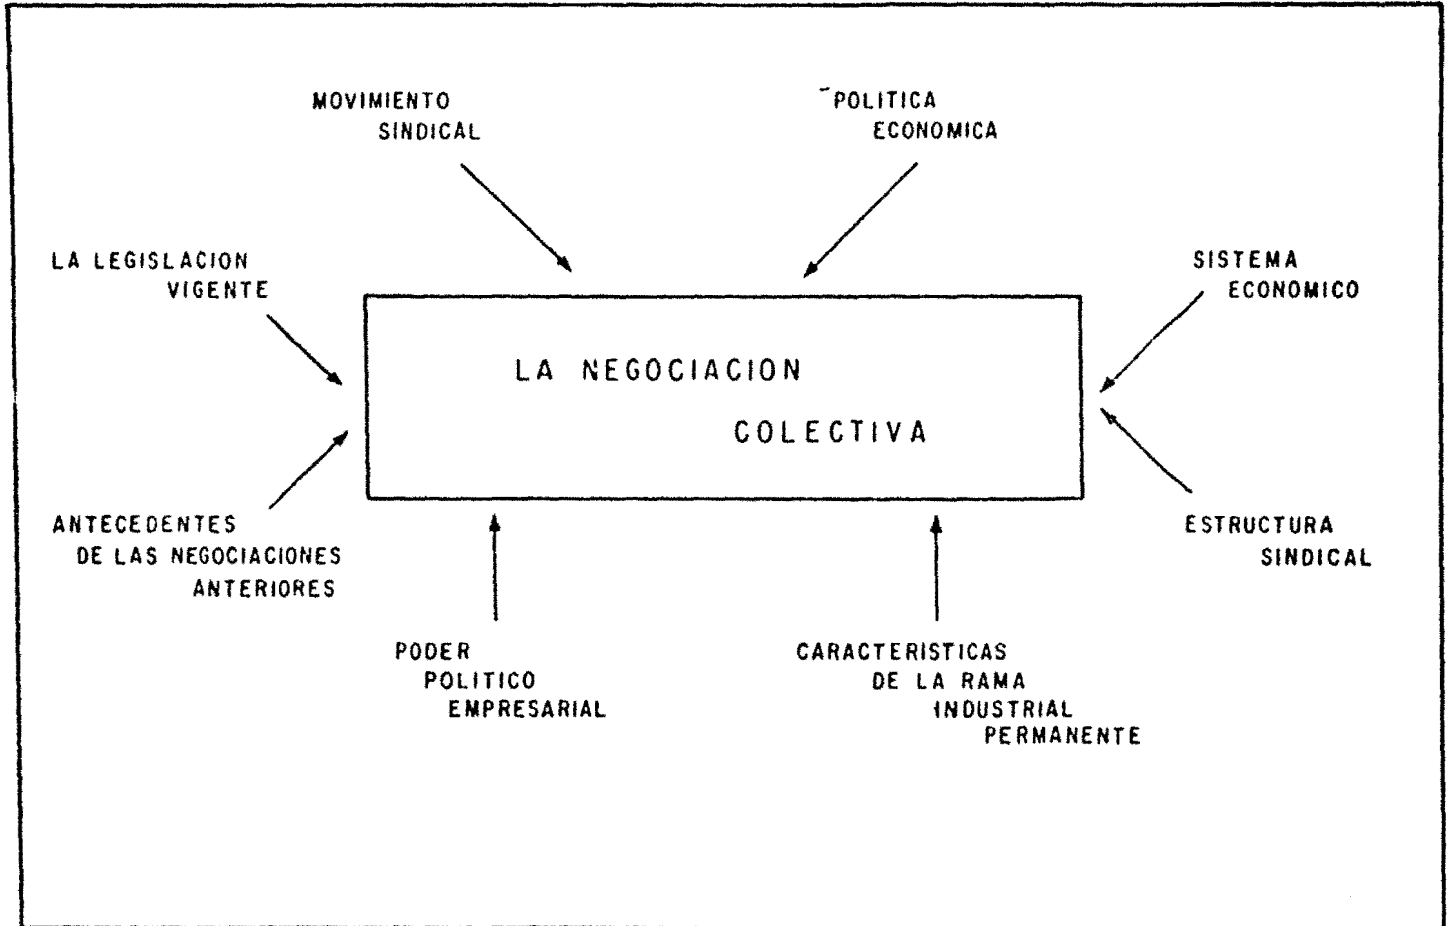 MOVIMIENTO
SINDICAL
POLITICA
ECONOMICA
LA LEGISLACION
VIGENTE
SISTEMA
ECONOMICO
LA NEGOCIACION
COLECTIVA
ANTECEDENTES
DE LAS NEGOCIACIONES
ANTERIORES
ESTRUCTURA
SINDICAL
PODER
POLITICO
EMPRESARIAL
CARACTERISTICAS
DE LA RAMA
INDUSTRIAL
PERMANENTE